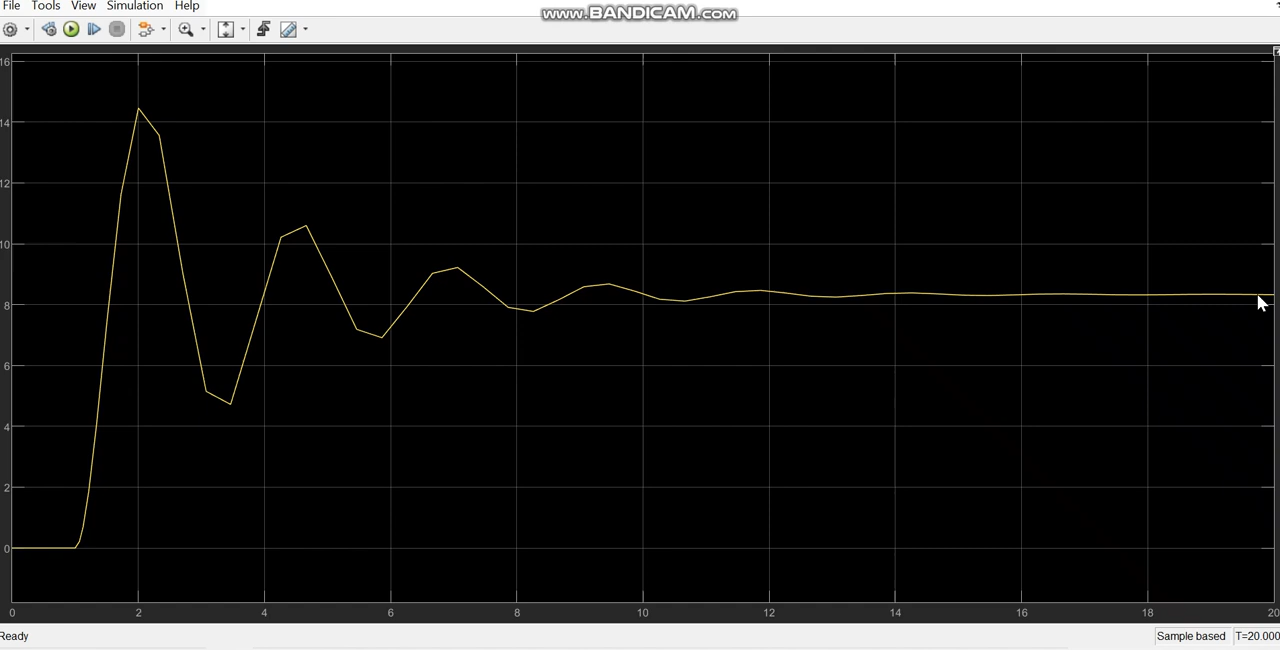 File Tools View Simulation Help
www.BANDICAM.com
16
14
12
10
8
6
4
2
0
0 2 4 6 8 10 12 14 16 18 20
Ready
Sample based T=20.000